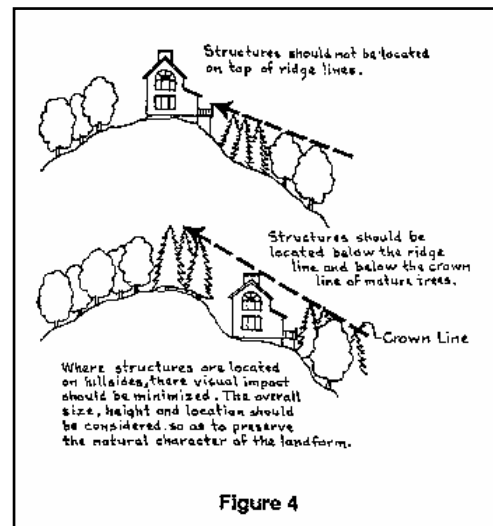 Structures should not be located
on top of ridge lines.
Structures should be
located below the ridge
line and below the crown
line of mature trees.
Crown Line
Where structures are located
on hillsides, there visual impact
should be minimized. The overall
size, height and location should
be considered so as to preserve
the natural character of the landform.
Figure 4